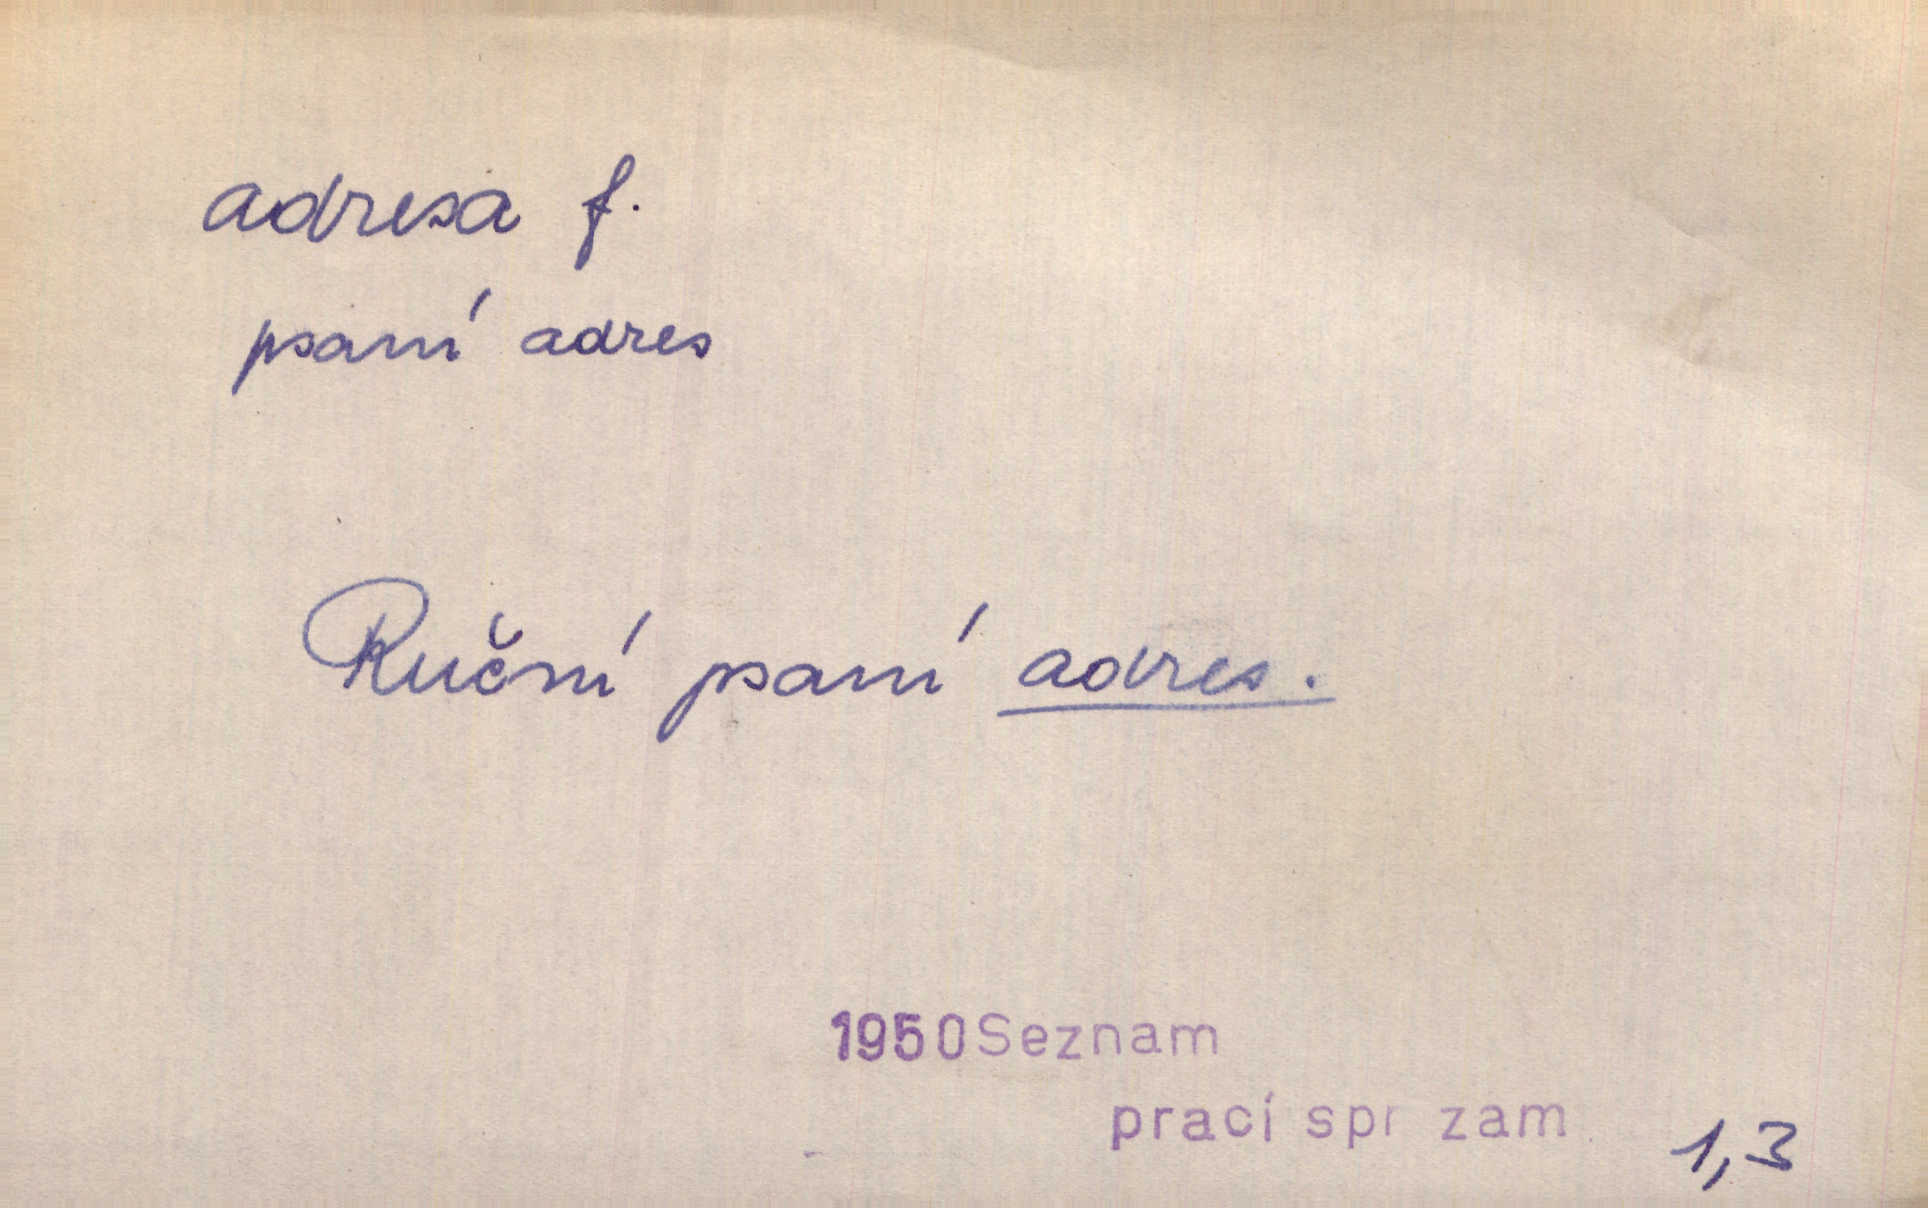 adresa f.
psaní adres
Ruční psaní adres.
1950 Seznam
prací spr zam 1,3